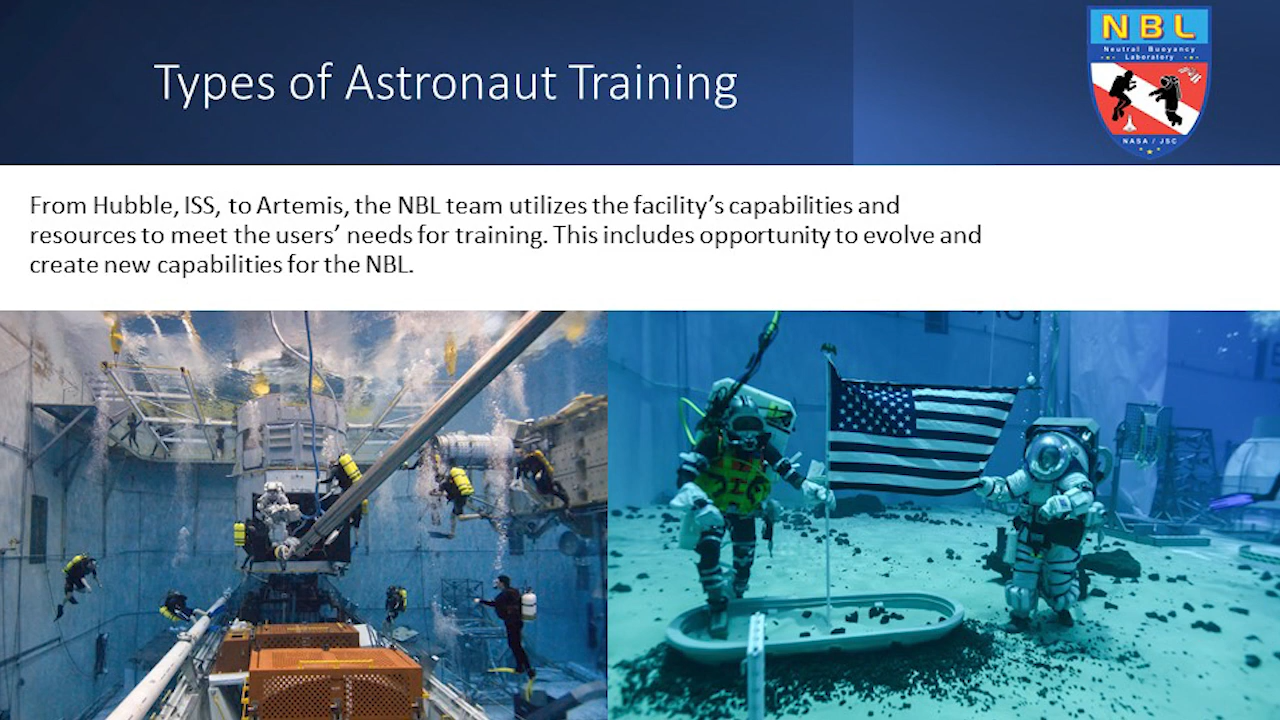 Types of Astronaut Training
NBL
Neutral Buoyancy
Laboratory
NASA / JSC
From Hubble, ISS, to Artemis, the NBL team utilizes the facility’s capabilities and
resources to meet the users’ needs for training. This includes opportunity to evolve and
create new capabilities for the NBL.